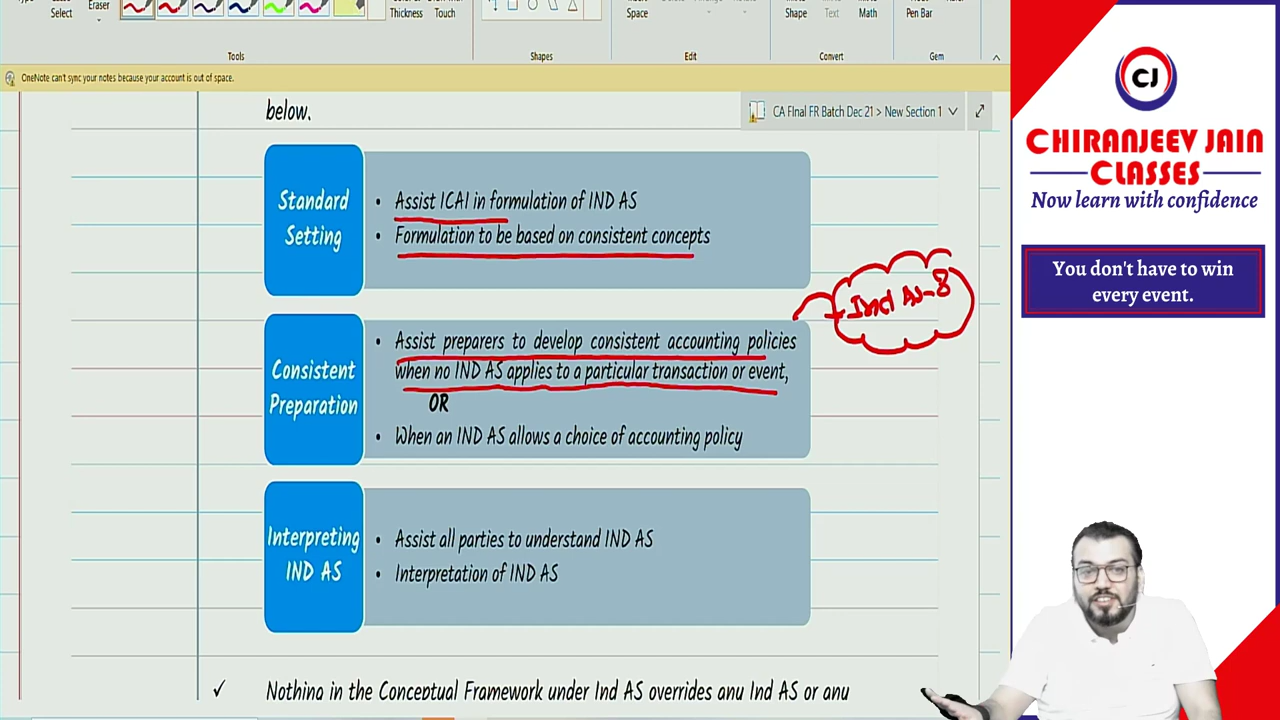 Eraser
Select
Thickness
Touch
Space
Shape
Text
Math
Pen Bar
Tools
Shapes
Edit
Convert
Gem
OneNote can't sync your notes because your account is out of space.
CA FInal FR Batch Dec 21 > New Section 1
below.
Standard
Setting
• Assist ICAI in formulation of IND AS
• Formulation to be based on consistent concepts
Ind AS-8
Consistent
Preparation
• Assist preparers to develop consistent accounting policies
when no IND AS applies to a particular transaction or event,
OR
• When an IND AS allows a choice of accounting policy
Interpreting
IND AS
• Assist all parties to understand IND AS
• Interpretation of IND AS
✓ Nothing in the Conceptual Framework under Ind AS overrides any Ind AS or any
CJ
CHIRANJEEV JAIN
CLASSES
Now learn with confidence
You don't have to win
every event.